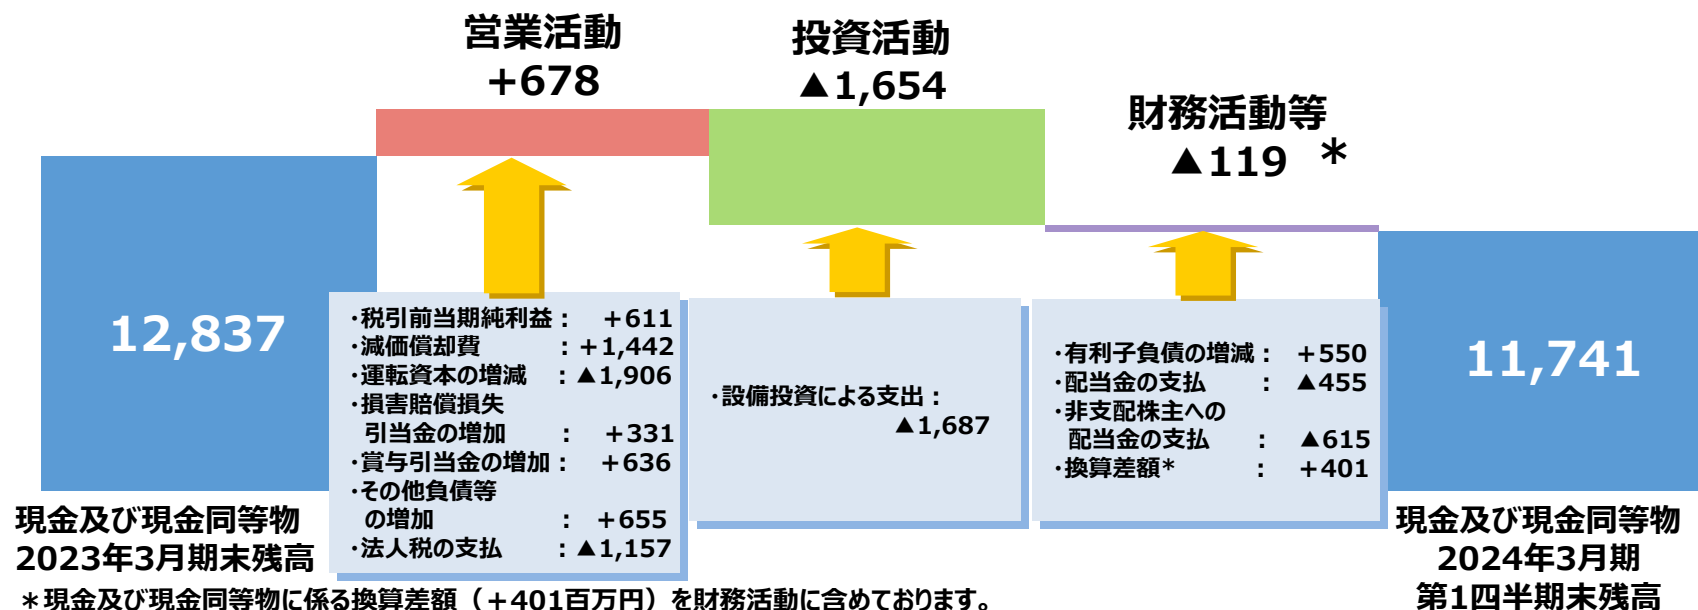 営業活動
+678
投資活動
▲1,654
財務活動等
▲119 *
12,837
・税引前当期純利益： +611
・減価償却費 ：+1,442
・運転資本の増減 ：▲1,906
・損害賠償損失
引当金の増加 ： +331
・賞与引当金の増加： +636
・その他負債等
の増加 ： +655
・法人税の支払 ：▲1,157
・設備投資による支出：
▲1,687
・有利子負債の増減： +550
・配当金の支払 ： ▲455
・非支配株主への
配当金の支払 ： ▲615
・換算差額* ： +401
11,741
現金及び現金同等物
2023年3月期末残高
現金及び現金同等物
2024年3月期
第1四半期末残高
*現金及び現金同等物に係る換算差額（+401百万円）を財務活動に含めております。